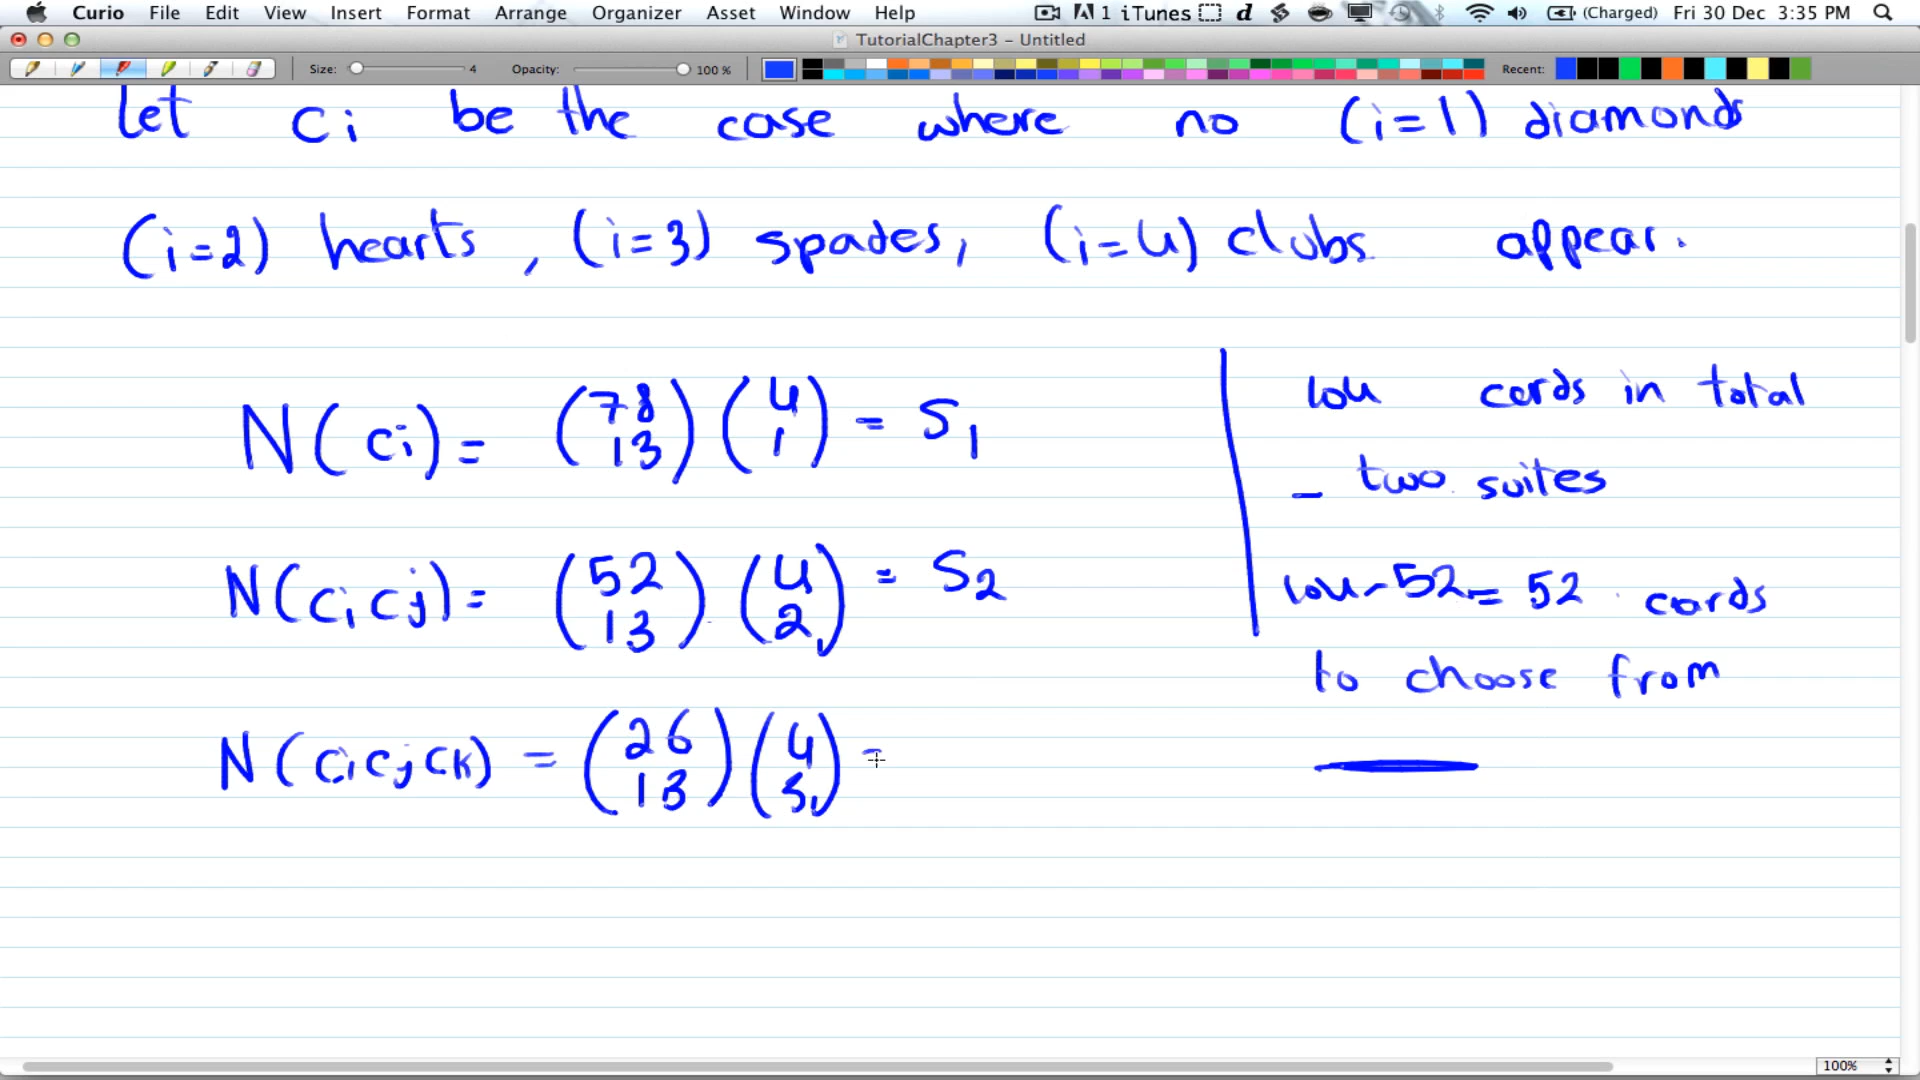 Curio File Edit View Insert Format Arrange Organizer Asset Window Help 1 iTunes (Charged) Fri 30 Dec 3:35 PM
TutorialChapter3 - Untitled
Size: 4 Opacity: 100 % Recent:
Let Ci be the case where no (i=1) diamonds
(i=2) hearts, (i=3) spades, (i=4) clubs appear.
N(ci) = (78 13)(4 1) = S1
104 cards in total
- two suites
N(cicj) = (52 13).(4 2) = S2
104-52 = 52 cards
to choose from
N(cicjck) = (26 13)(4 3) =
100%